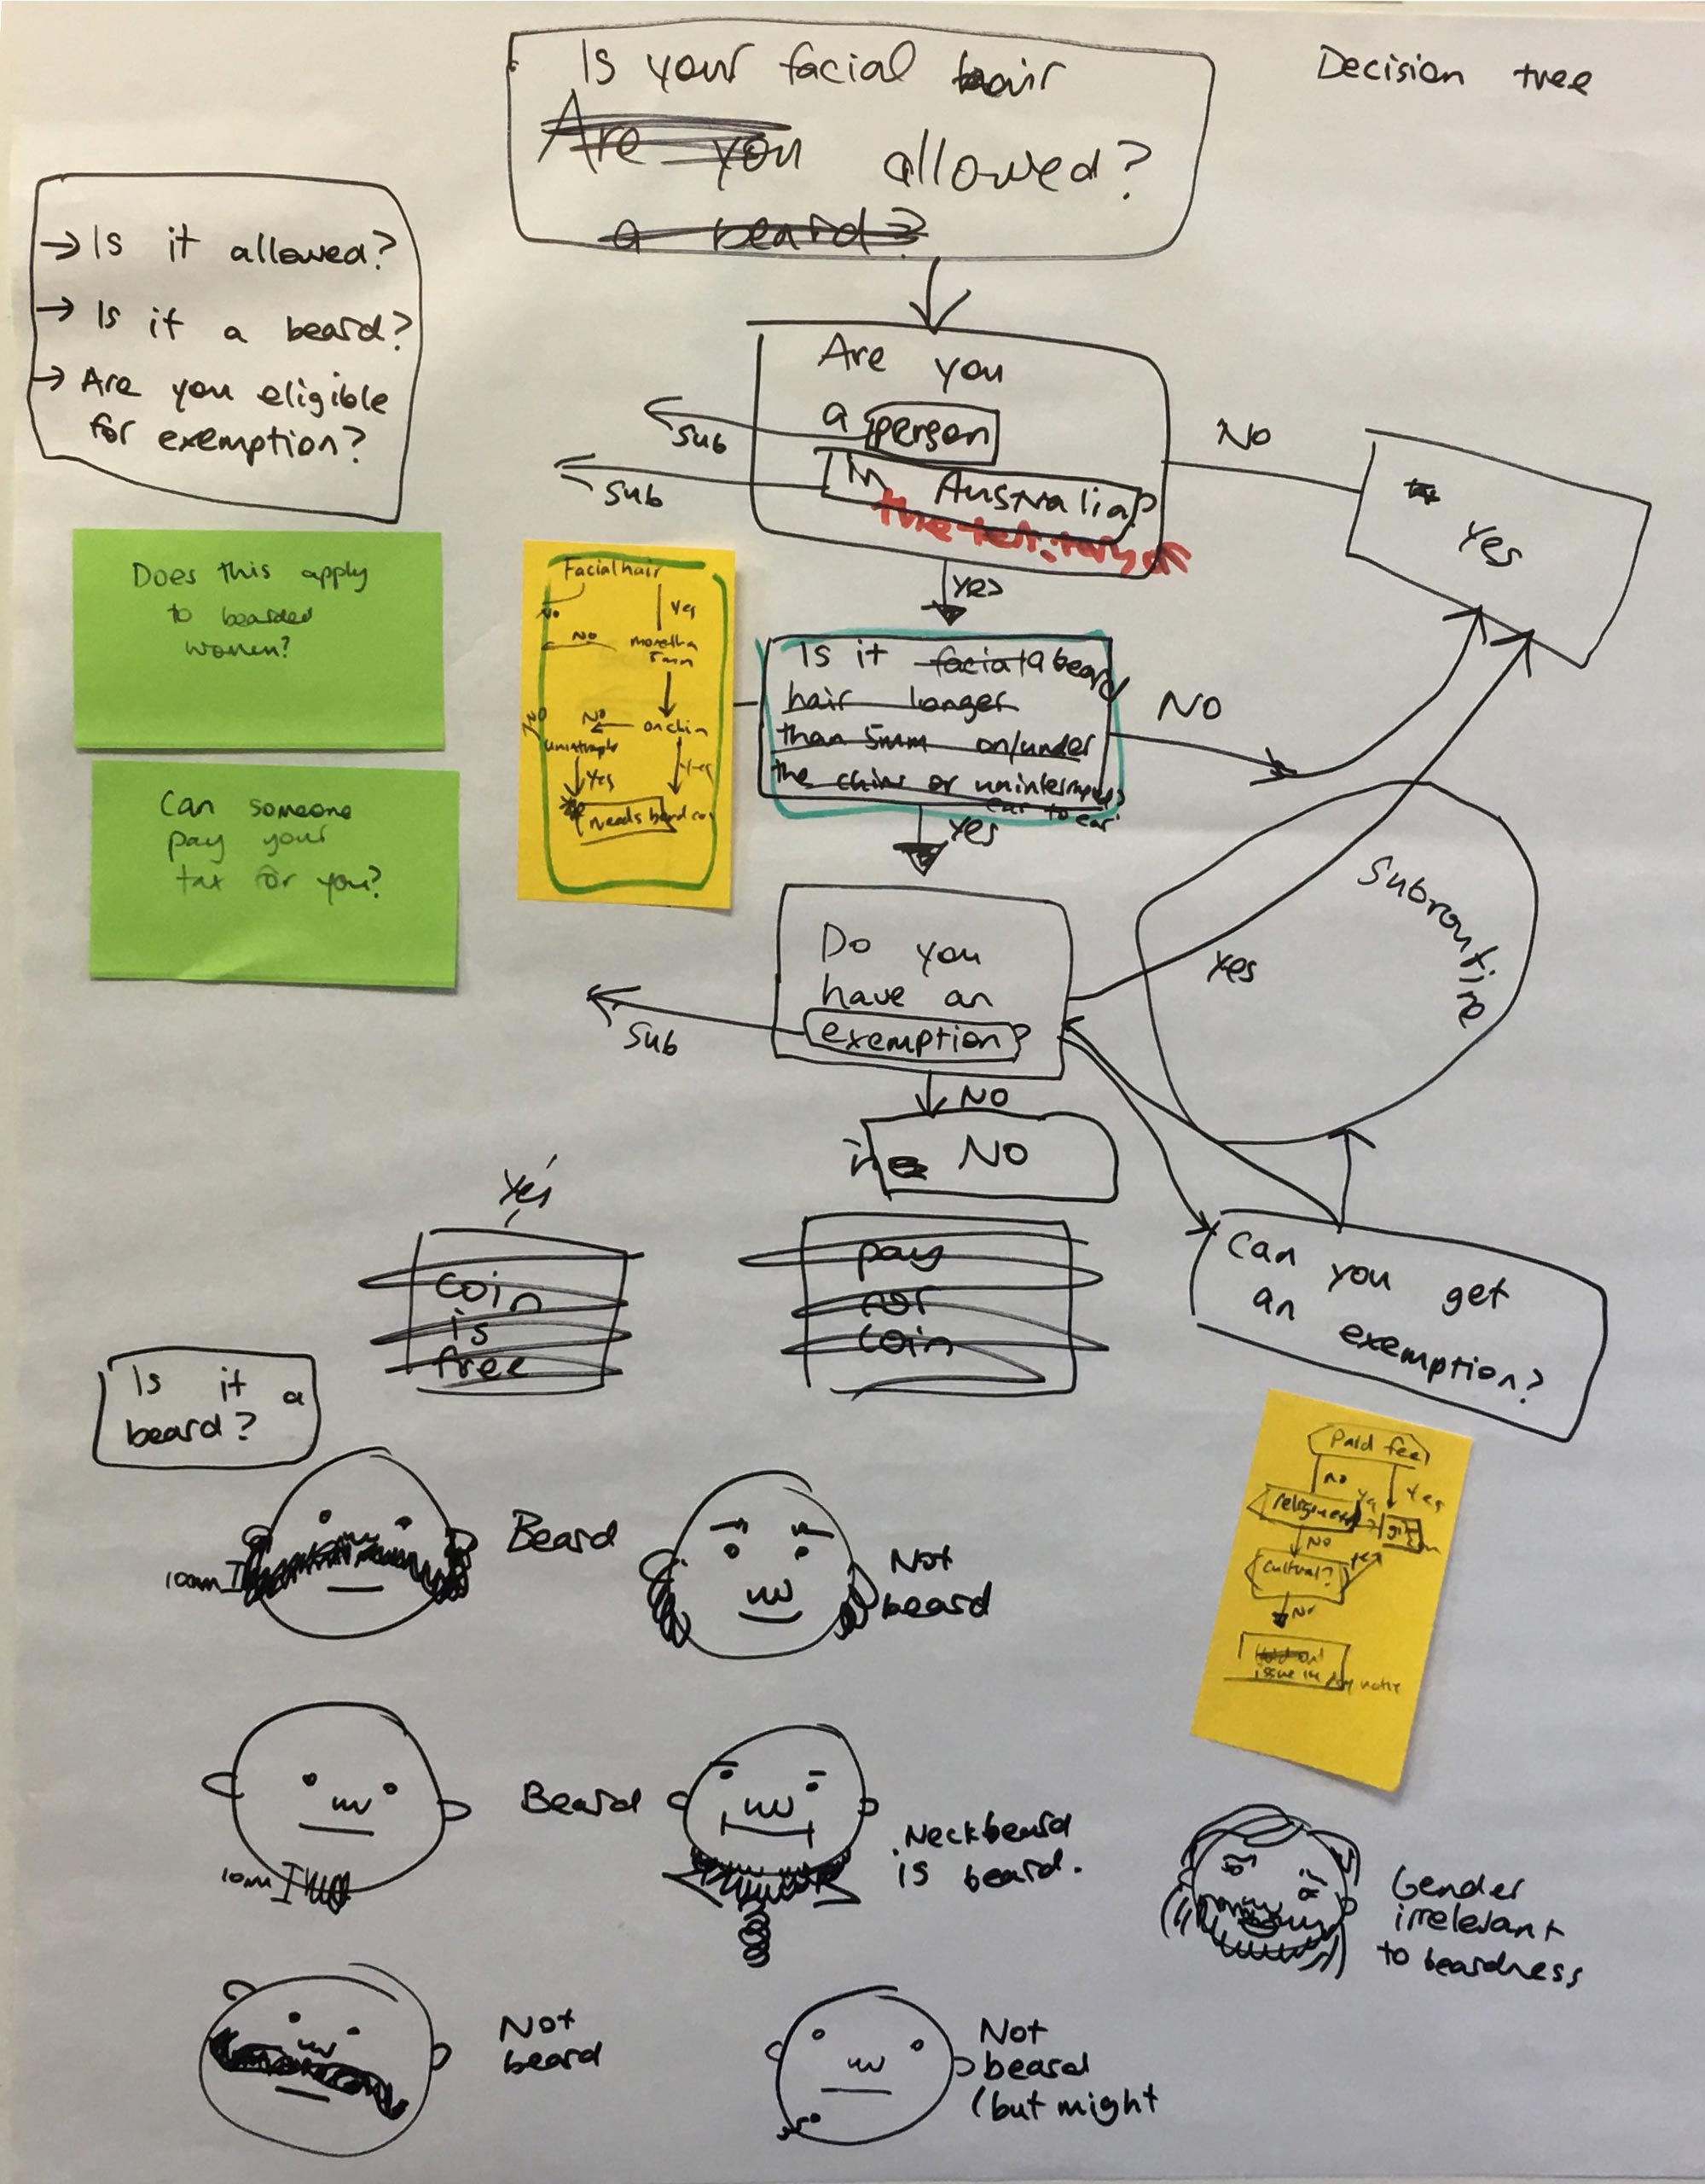 Decision tree
Is your facial hair
Are you allowed?
a beard?
→ Is it allowed?
→ Is it a beard?
→ Are you eligible
for exemption?
Are you
a person
in Australia?
the territory of
sub
sub
No
Yes
Yes
Does this apply
to bearded
women?
Can someone
pay your
tax for you?
Facial hair
No
Yes
No
more tha
5mm
No
No
on chin
Yes
Yes
needs beard
Is it facial a beard
hair longer
than 5mm on/under
the chin or uninterrupted?
ear to ear
No
Yes
Subroutine
Do you
have an
exemption?
Yes
sub
No
No
Yes
coin
is
free
pay
for
coin
Can you get
an exemption?
Is it a
beard?
Paid fee
No
Yes
Yes
religious
No
Yes
cultural?
No
issue
Beard
Not
beard
Beard
10mm
Neckbeard
is beard.
Gender
irrelevant
to beardness
Not
beard
Not
beard
(but might